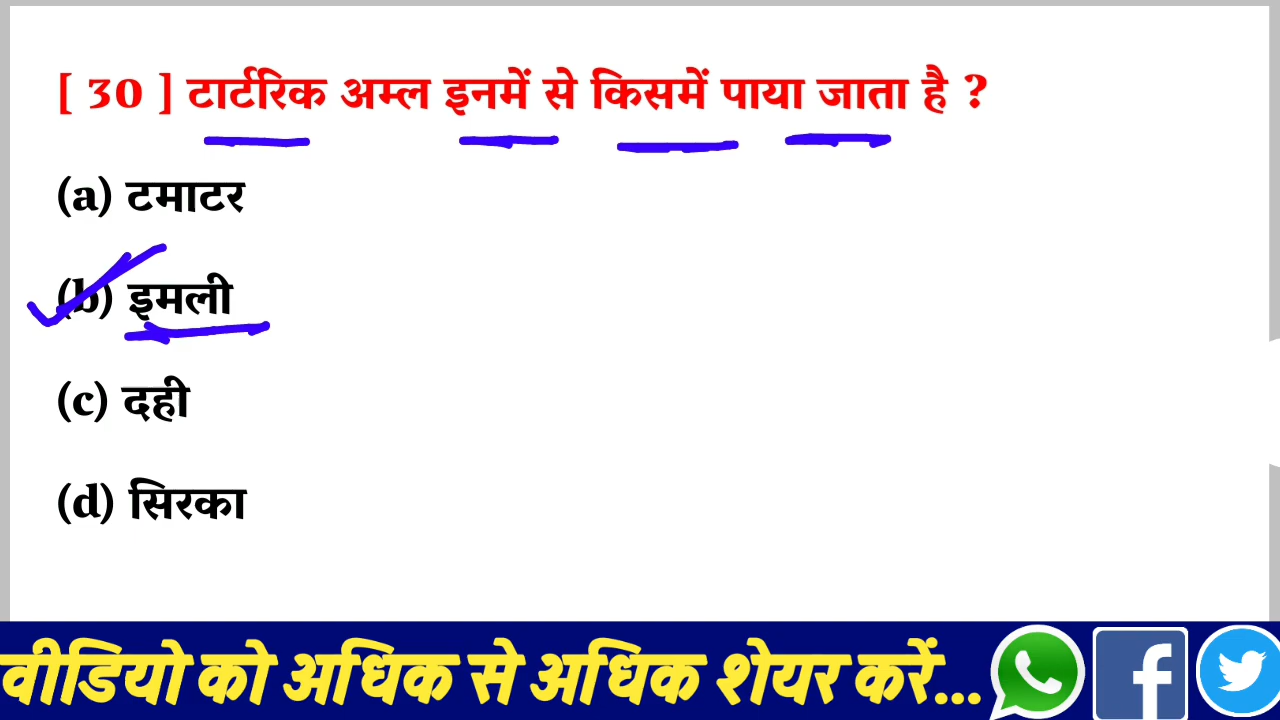 [ 30 ] टार्टरिक अम्ल इनमें से किसमें पाया जाता है ?
(a) टमाटर
(b) इमली
(c) दही
(d) सिरका
वीडियो को अधिक से अधिक शेयर करें...